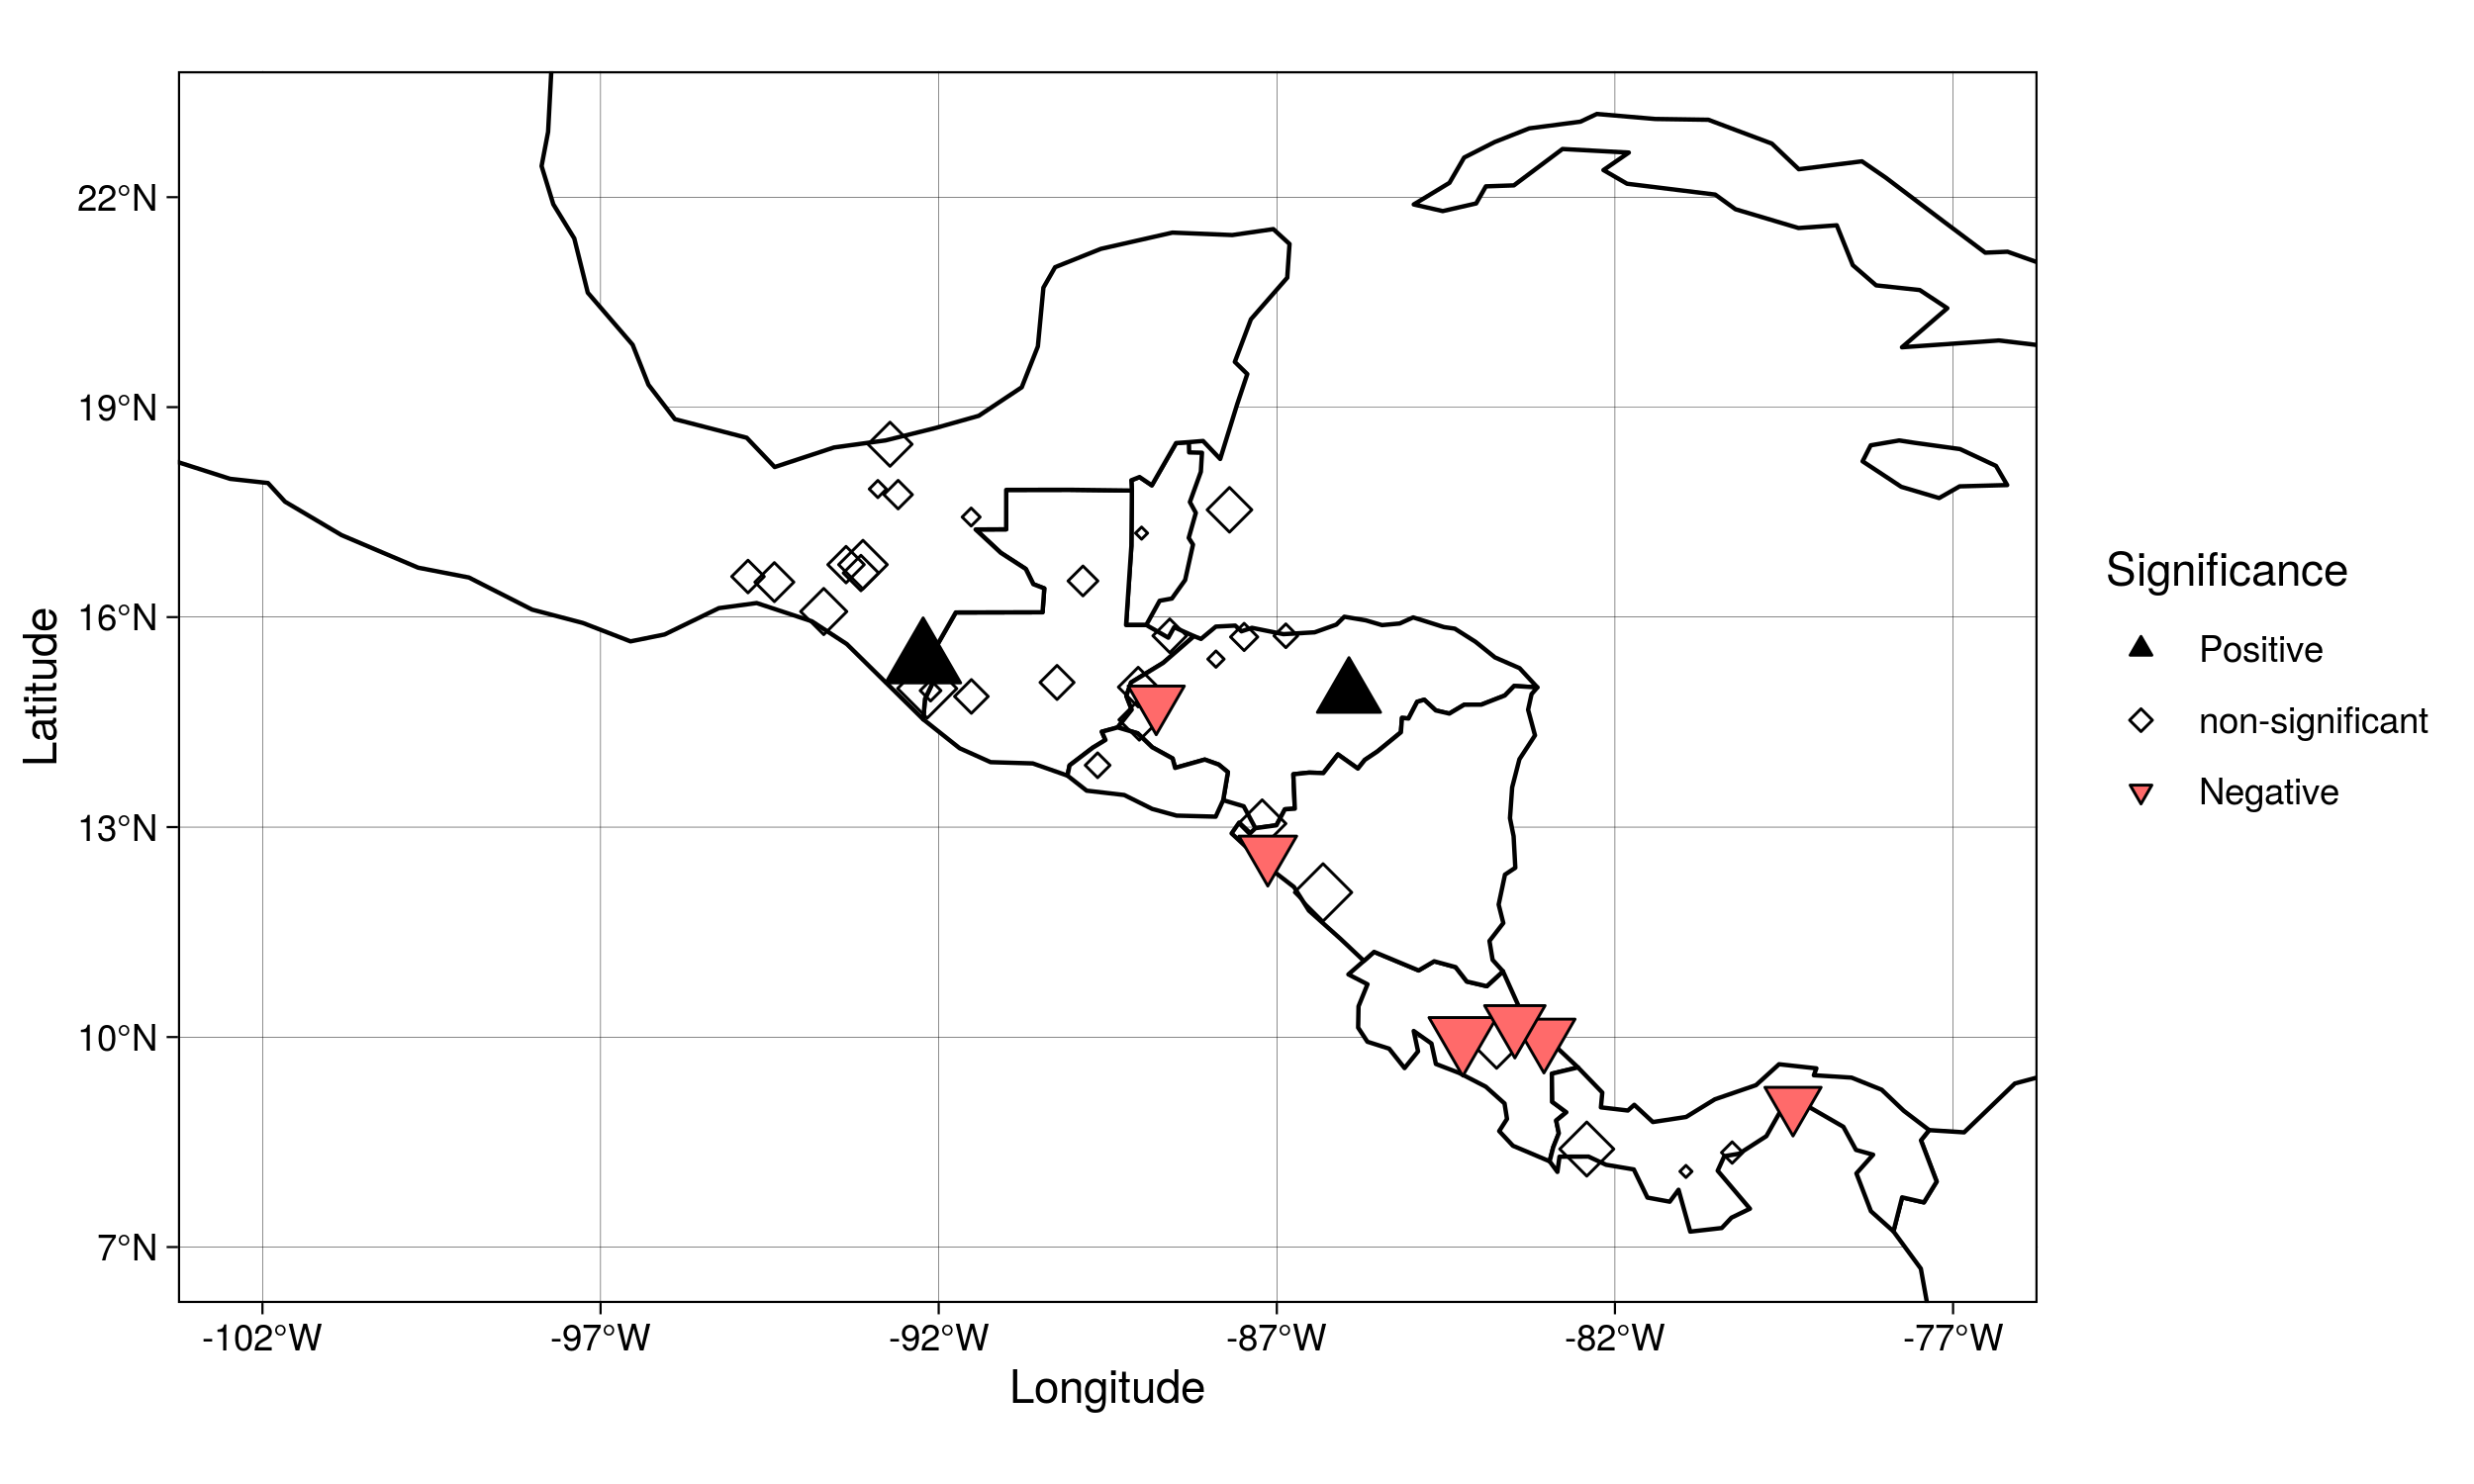 22°N
19°N
16°N
13°N
10°N
7°N
Latitude
-102°W
-97°W
-92°W
-87°W
-82°W
-77°W
Longitude
Significance
Positive
non-significant
Negative